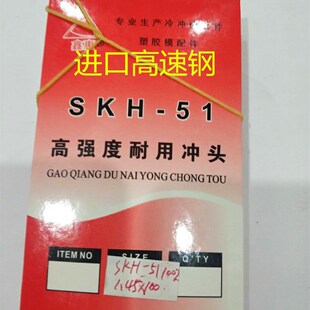 专业生产冷冲
塑胶模配件
进口高速钢
SKH-51
高强度耐用冲头
GAO QIANG DU NAI YONG CHONG TOU
ITEM NO
SIZE
Q'TY
SKH-51